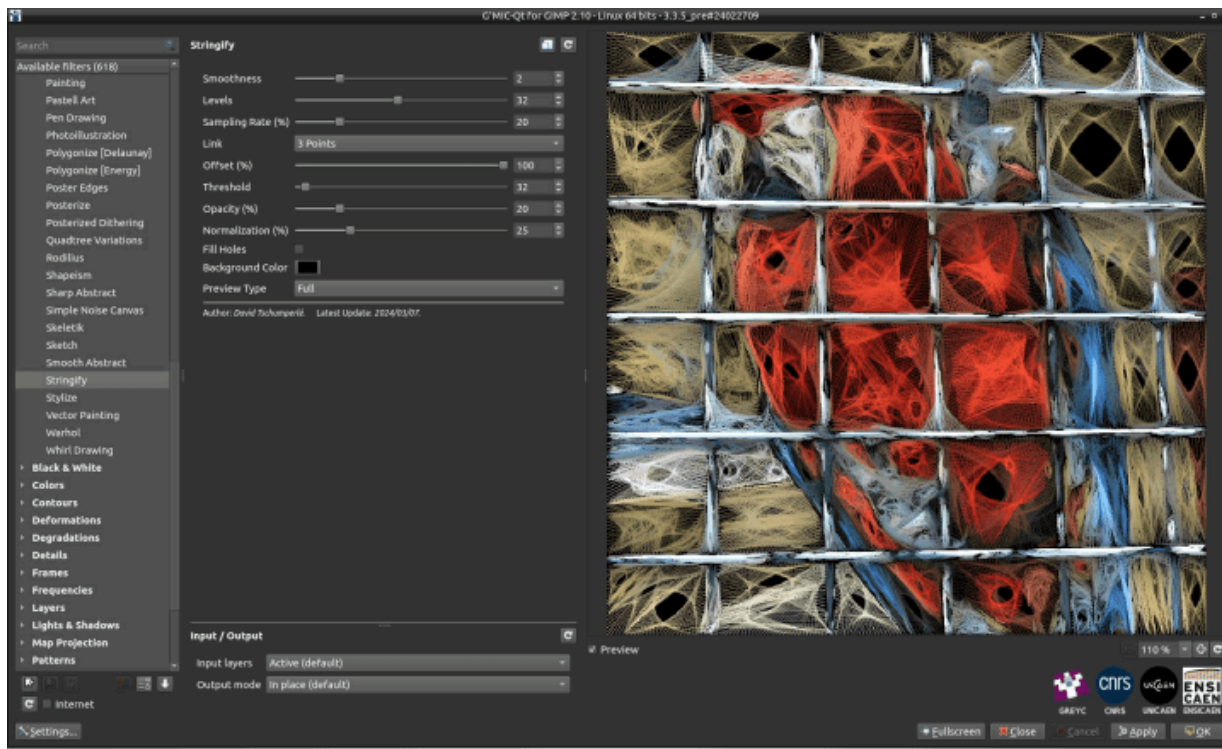 G'MIC-Qt for GIMP 2.10 - Linux 64 bits - 3.3.5_pre#24022709
Search
Available filters (618)
Painting
Pastell Art
Pen Drawing
Photoillustration
Polygonize [Delaunay]
Polygonize [Energy]
Poster Edges
Posterize
Posterized Dithering
Quadtree Variations
Rodilius
Shapeism
Sharp Abstract
Simple Noise Canvas
Skeletik
Sketch
Smooth Abstract
Stringify
Stylize
Vector Painting
Warhol
Whirl Drawing
Black & White
Colors
Contours
Deformations
Degradations
Details
Frames
Frequencies
Layers
Lights & Shadows
Map Projection
Patterns
Internet
Settings...
Stringify
Smoothness 2
Levels 32
Sampling Rate (%) 20
Link 3 Points
Offset (%) 100
Threshold 32
Opacity (%) 20
Normalization (%) 25
Fill Holes
Background Color
Preview Type Full
Author: David Tschumperlé. Latest Update: 2024/03/07.
Input / Output
Input layers Active (default)
Output mode In place (default)
Preview
110 %
GREYC
CNRS
CNRS
UNICAEN
UNICAEN
ENSI
CAEN
ENSICAEN
Fullscreen
Close
Cancel
Apply
OK